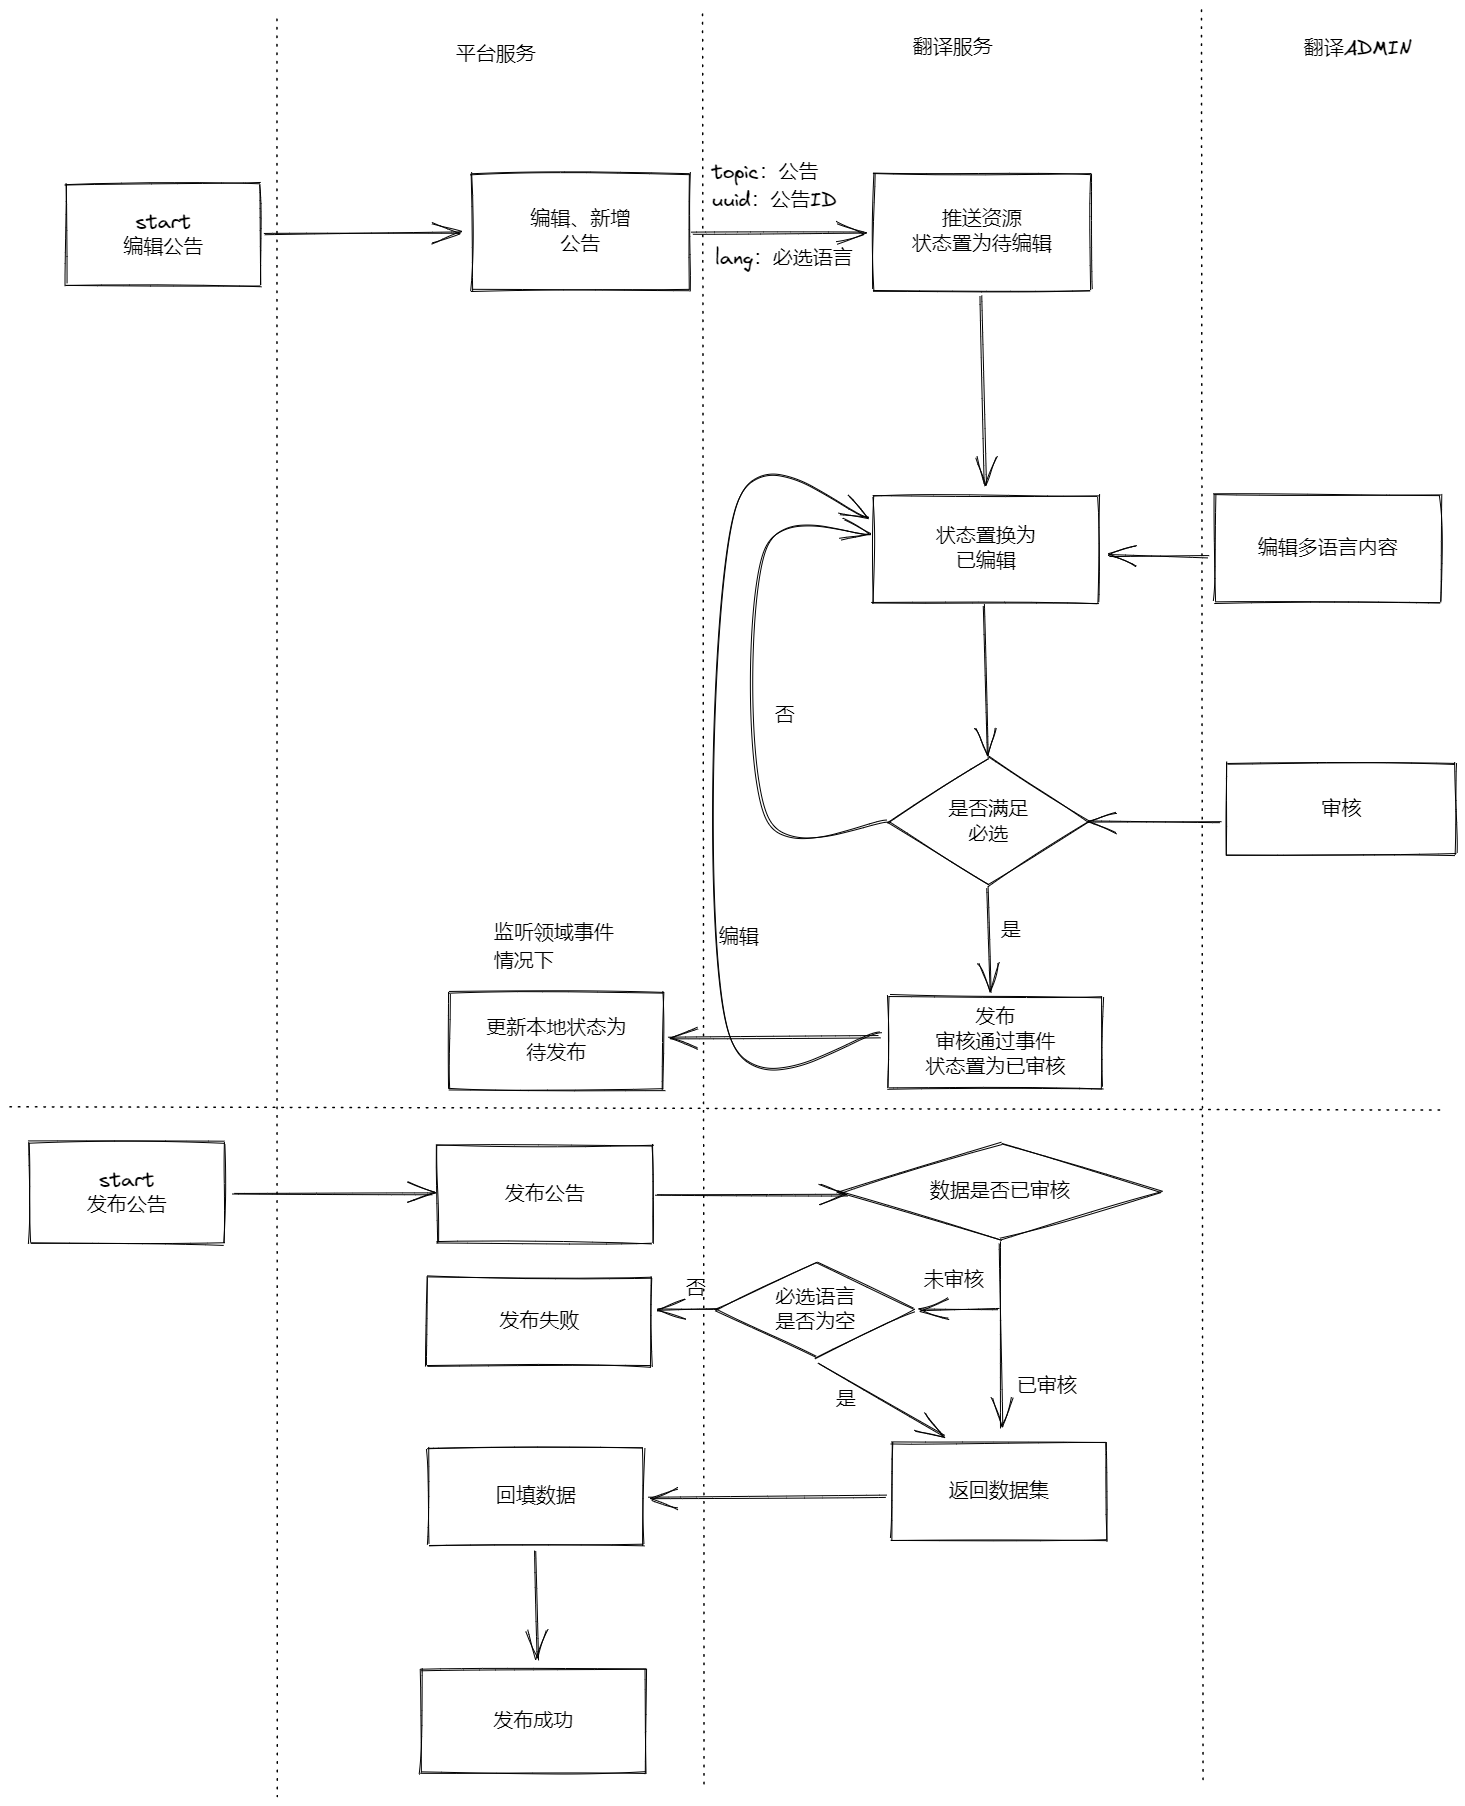 平台服务
翻译服务
翻译ADMIN
start
编辑公告
编辑、新增
公告
topic：公告
uuid：公告ID
lang：必选语言
推送资源
状态置为待编辑
状态置换为
已编辑
编辑多语言内容
否
是否满足
必选
审核
是
编辑
监听领域事件
情况下
更新本地状态为
待发布
发布
审核通过事件
状态置为已审核
start
发布公告
发布公告
数据是否已审核
未审核
必选语言
是否为空
否
发布失败
是
已审核
返回数据集
回填数据
发布成功